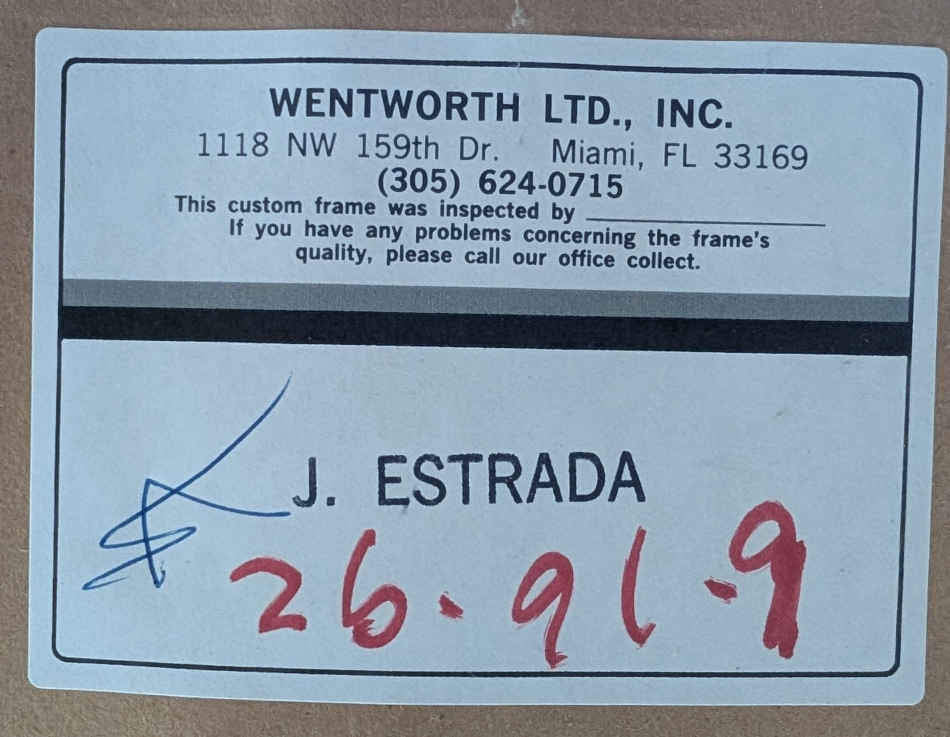 WENTWORTH LTD., INC.
1118 NW 159th Dr. Miami, FL 33169
(305) 624-0715
This custom frame was inspected by
If you have any problems concerning the frame's
quality, please call our office collect.
J. ESTRADA
26.91.9